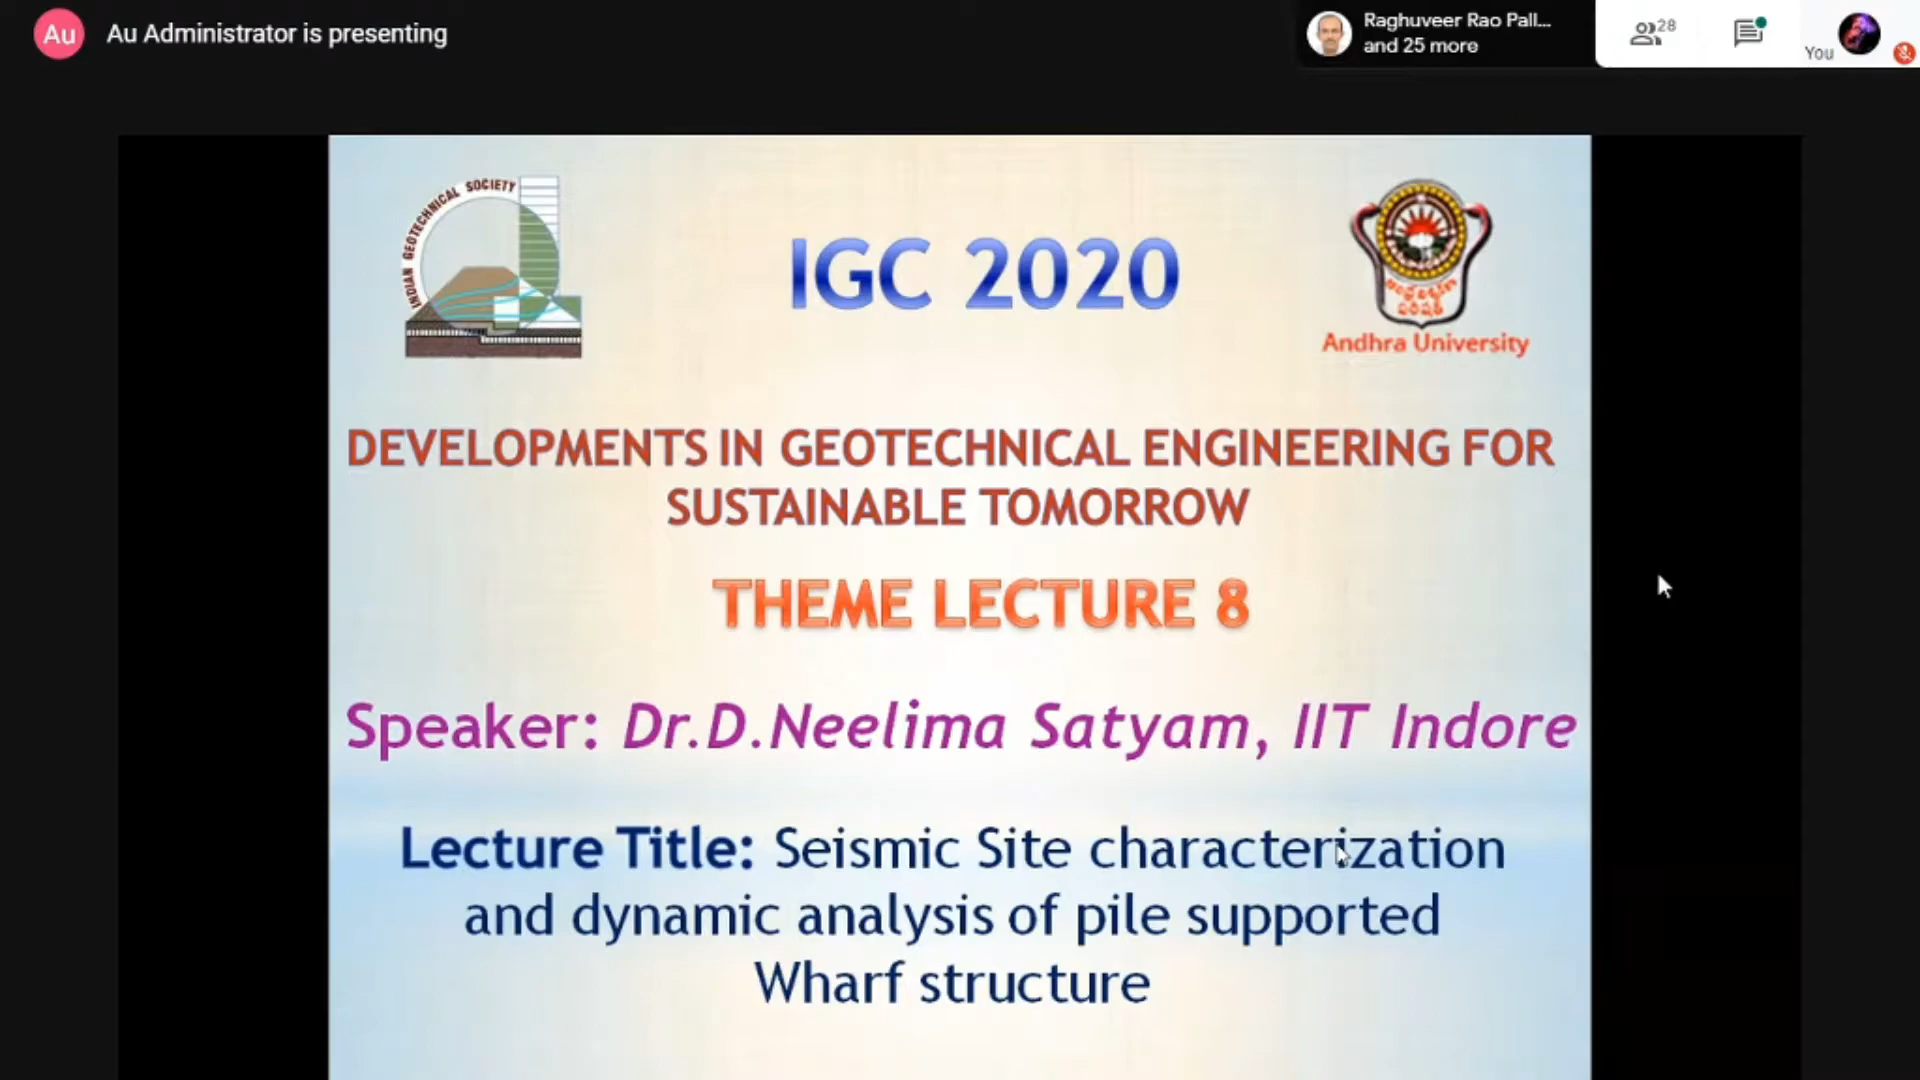 Au
Au Administrator is presenting
Raghuveer Rao Pall...
and 25 more
28
You
INDIAN GEOTECHNICAL SOCIETY
IGC 2020
Andhra University
DEVELOPMENTS IN GEOTECHNICAL ENGINEERING FOR
SUSTAINABLE TOMORROW
THEME LECTURE 8
Speaker: Dr.D.Neelima Satyam, IIT Indore
Lecture Title: Seismic Site characterization
and dynamic analysis of pile supported
Wharf structure